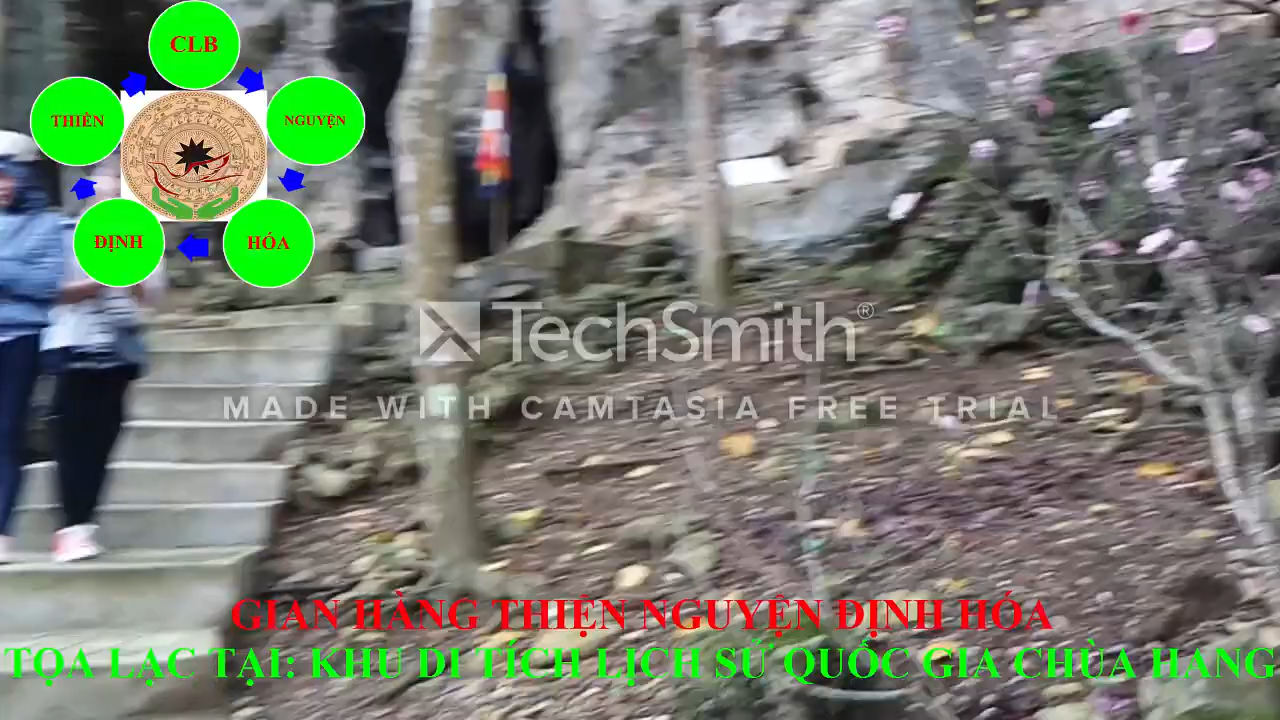 CLB
THIỆN
NGUYỆN
ĐỊNH
HÓA
TechSmith®
MADE WITH CAMTASIA FREE TRIAL
GIAN HÀNG THIỆN NGUYỆN ĐỊNH HÓA
TỌA LẠC TẠI: KHU DI TÍCH LỊCH SỬ QUỐC GIA CHÙA HANG